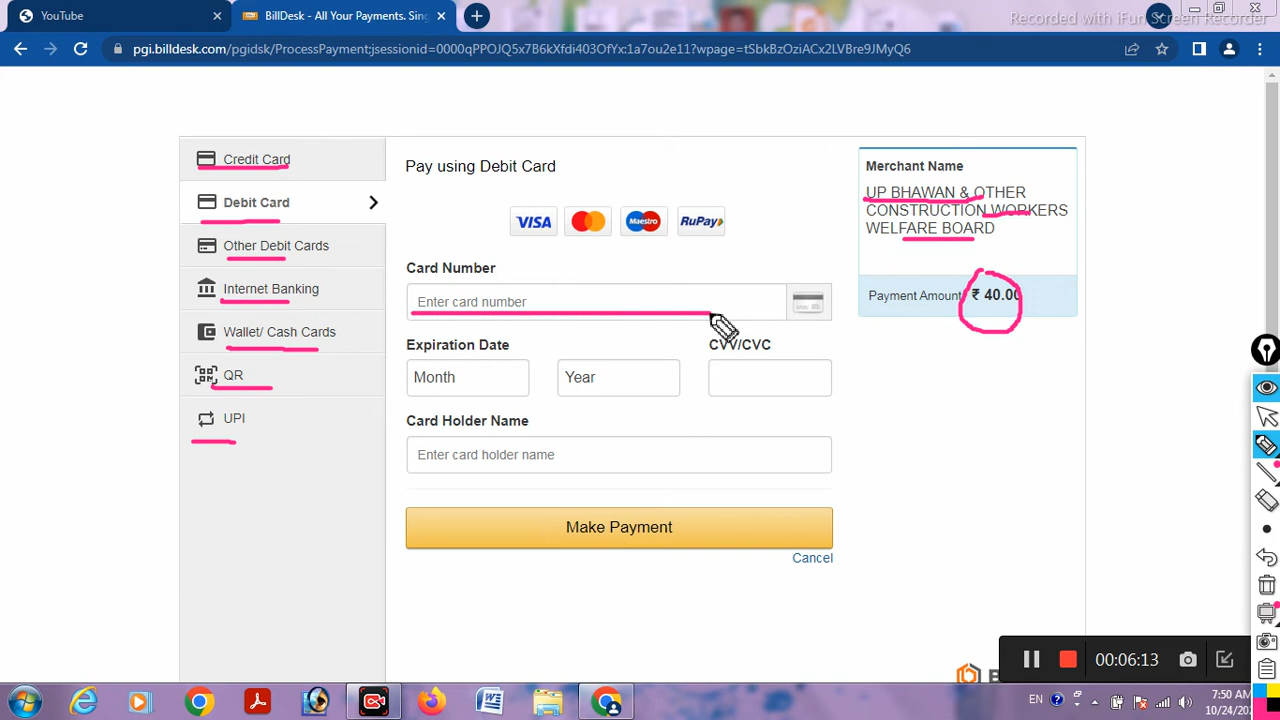 YouTube
BillDesk - All Your Payments. Sing
Recorded with iFun Screen Recorder
pgi.billdesk.com/pgidsk/ProcessPayment;jsessionid=0000qPPOJQ5x7B6kXfdi403OfYx:1a7ou2e11?wpage=tSbkBzOziACx2LVBre9JMyQ6
Credit Card
Debit Card
Other Debit Cards
Internet Banking
Wallet/ Cash Cards
QR
UPI
Pay using Debit Card
VISA
Maestro
RuPay
Card Number
Enter card number
Expiration Date
CVV/CVC
Month
Year
Card Holder Name
Enter card holder name
Make Payment
Cancel
Merchant Name
UP BHAWAN & OTHER
CONSTRUCTION WORKERS
WELFARE BOARD
Payment Amount
₹ 40.00
00:06:13
EN
7:50 AM
10/24/202